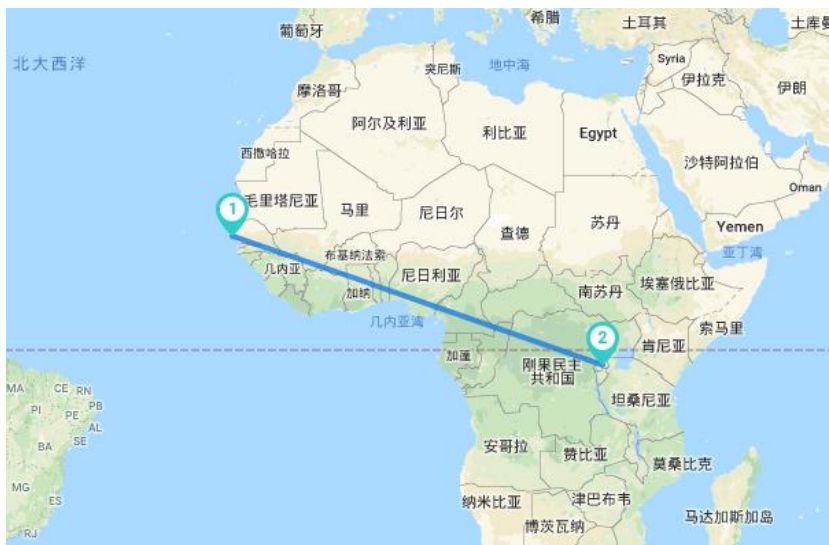 希腊
土耳其
土库曼
葡萄牙
北大西洋
突尼斯
地中海
Syria
伊拉克
伊朗
摩洛哥
阿尔及利亚
利比亚
Egypt
西撒哈拉
沙特阿拉伯
Oman
毛里塔尼亚
马里
尼日尔
1
苏丹
Yemen
查德
布基纳法索
亚丁湾
几内亚
尼日利亚
埃塞俄比亚
加纳
南苏丹
几内亚湾
索马里
2
肯尼亚
加蓬
刚果民主
共和国
MA
CE
RN
坦桑尼亚
PI
PB
PE
AL
SE
BA
安哥拉
赞比亚
莫桑比克
MG
ES
纳米比亚
津巴布韦
马达加斯加岛
博茨瓦纳
RJ